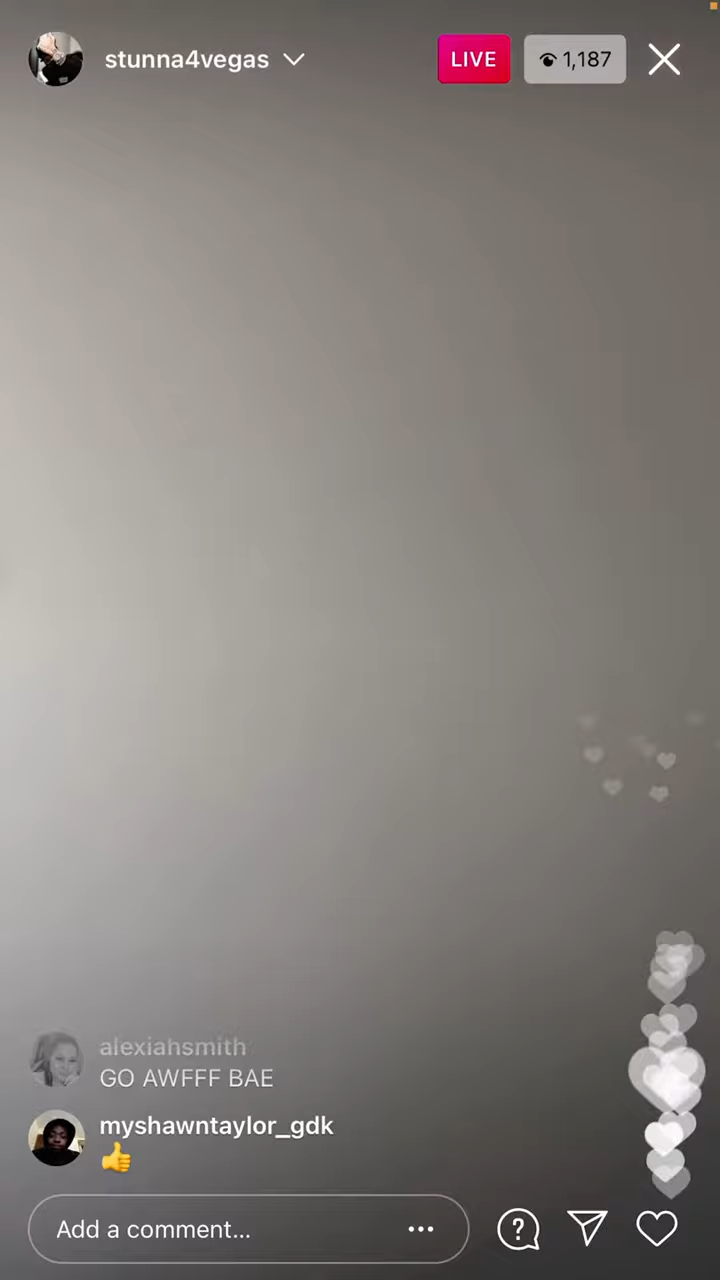 stunna4vegas
LIVE
1,187
alexiahsmith
GO AWFFF BAE
myshawntaylor_gdk
👍
Add a comment...